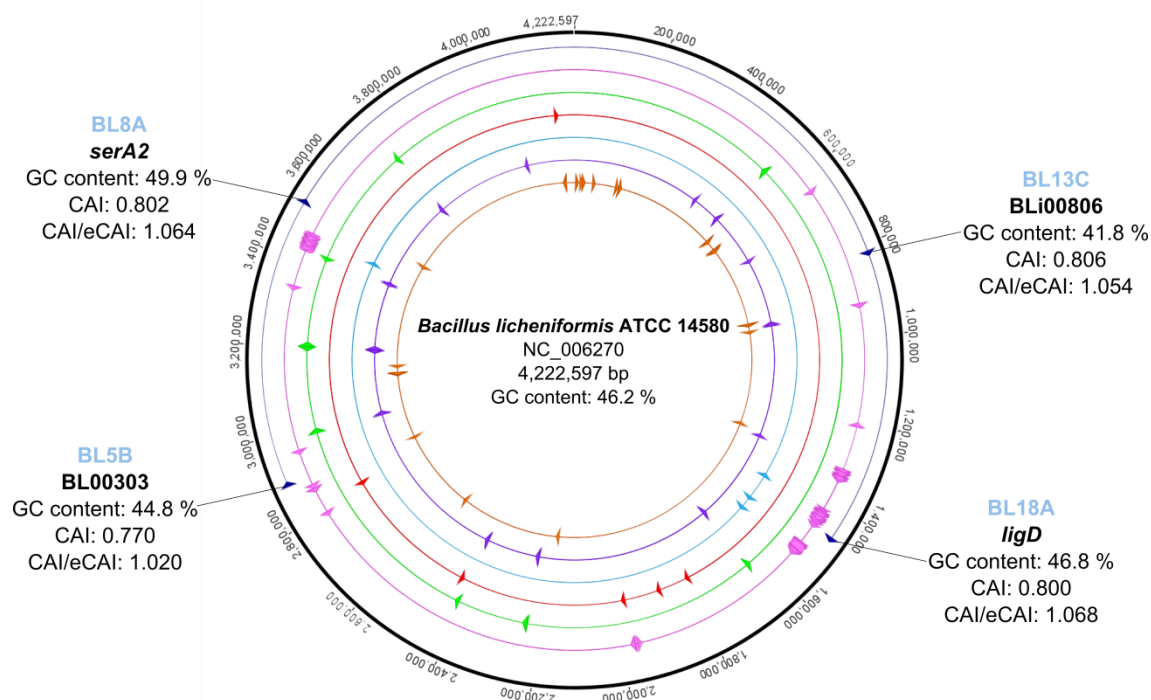 4,222,597
200,000
400,000
600,000
800,000
1,000,000
1,200,000
1,400,000
1,600,000
1,800,000
2,000,000
2,200,000
2,400,000
2,600,000
2,800,000
3,000,000
3,200,000
3,400,000
3,600,000
3,800,000
4,000,000
BL8A
serA2
GC content: 49.9 %
CAI: 0.802
CAI/eCAI: 1.064
BL13C
BLi00806
GC content: 41.8 %
CAI: 0.806
CAI/eCAI: 1.054
Bacillus licheniformis ATCC 14580
NC_006270
4,222,597 bp
GC content: 46.2 %
BL5B
BL00303
GC content: 44.8 %
CAI: 0.770
CAI/eCAI: 1.020
BL18A
ligD
GC content: 46.8 %
CAI: 0.800
CAI/eCAI: 1.068